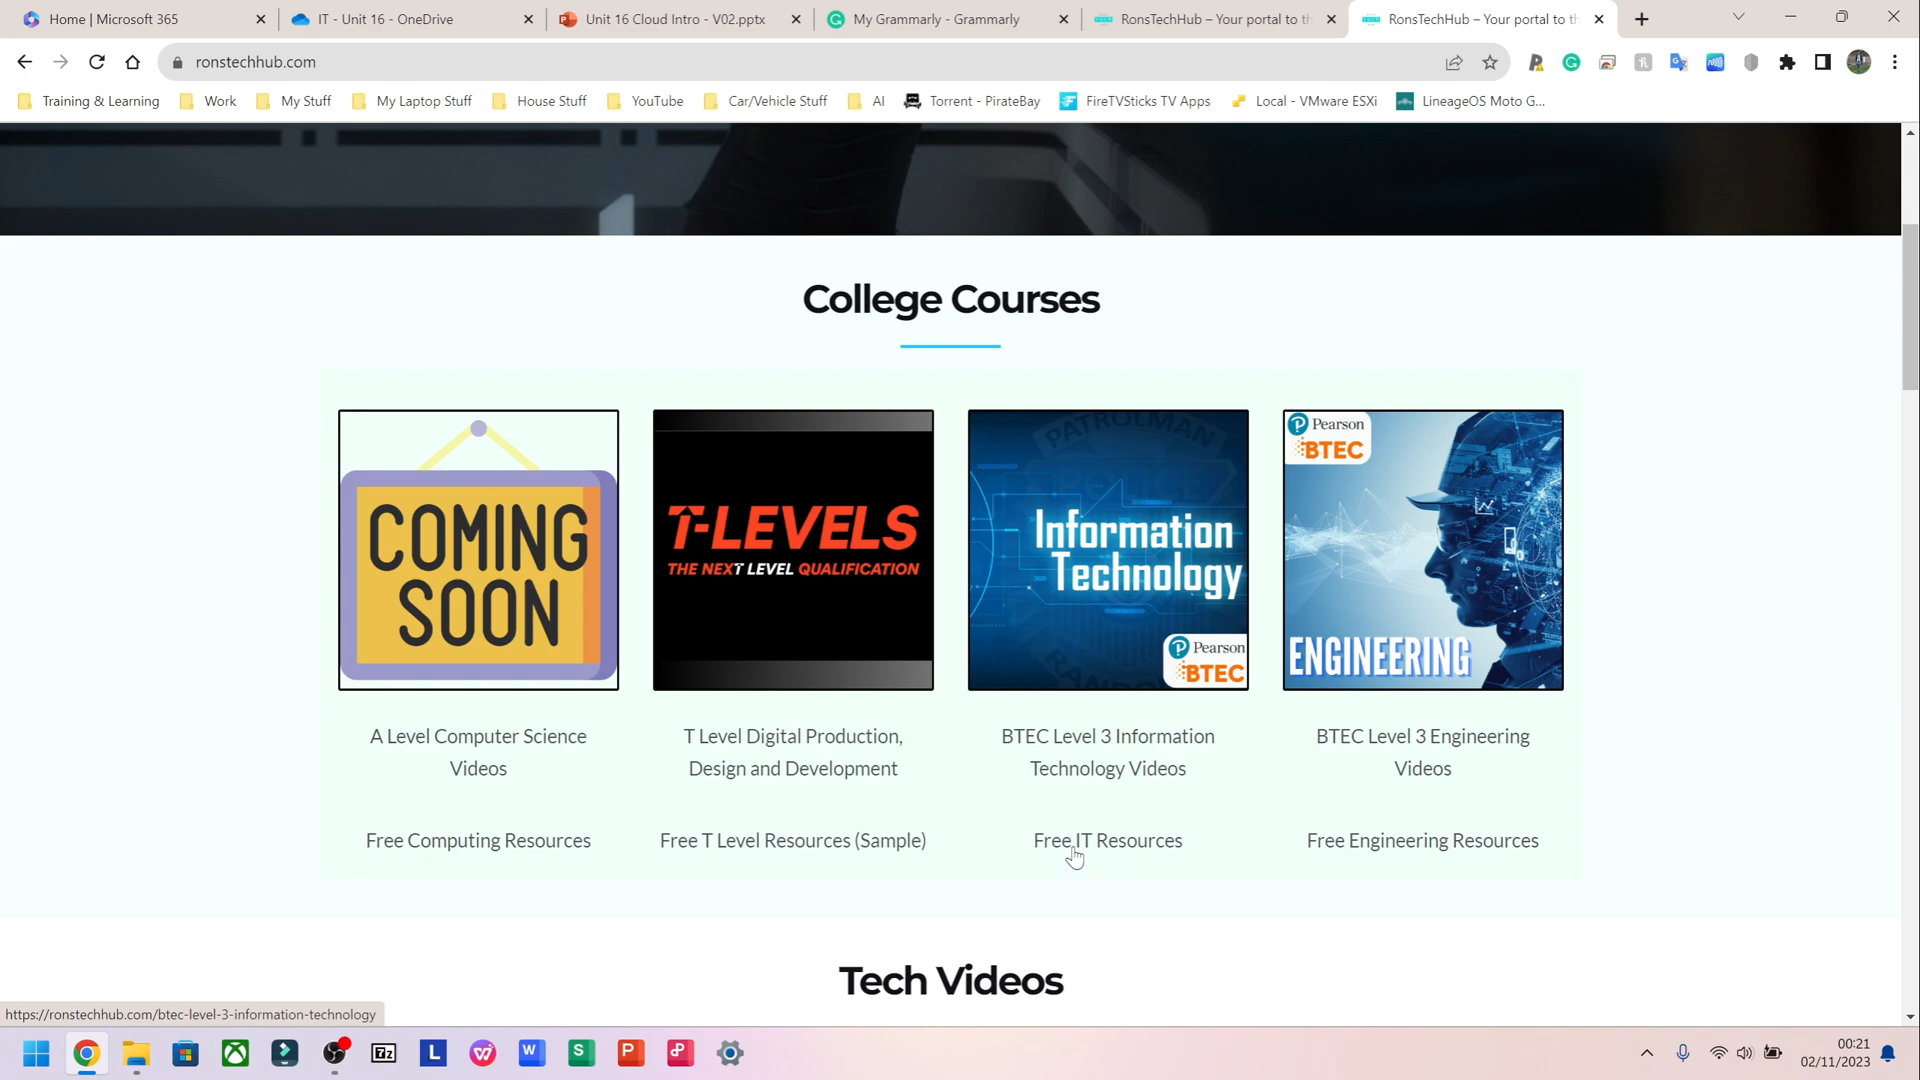 Home | Microsoft 365
IT - Unit 16 - OneDrive
Unit 16 Cloud Intro - V02.pptx
My Grammarly - Grammarly
RonsTechHub – Your portal to th
RonsTechHub – Your portal to th
ronstechhub.com
Training & Learning
Work
My Stuff
My Laptop Stuff
House Stuff
YouTube
Car/Vehicle Stuff
AI
Torrent - PirateBay
FireTVSticks TV Apps
Local - VMware ESXi
LineageOS Moto G...
College Courses
COMING
SOON
T-LEVELS
THE NEXT LEVEL QUALIFICATION
PATROLMAN
Information
Technology
Pearson
BTEC
Pearson
BTEC
ENGINEERING
A Level Computer Science
Videos
T Level Digital Production,
Design and Development
BTEC Level 3 Information
Technology Videos
BTEC Level 3 Engineering
Videos
Free Computing Resources
Free T Level Resources (Sample)
Free IT Resources
Free Engineering Resources
Tech Videos
https://ronstechhub.com/btec-level-3-information-technology
7z
L
W
S
P
00:21
02/11/2023